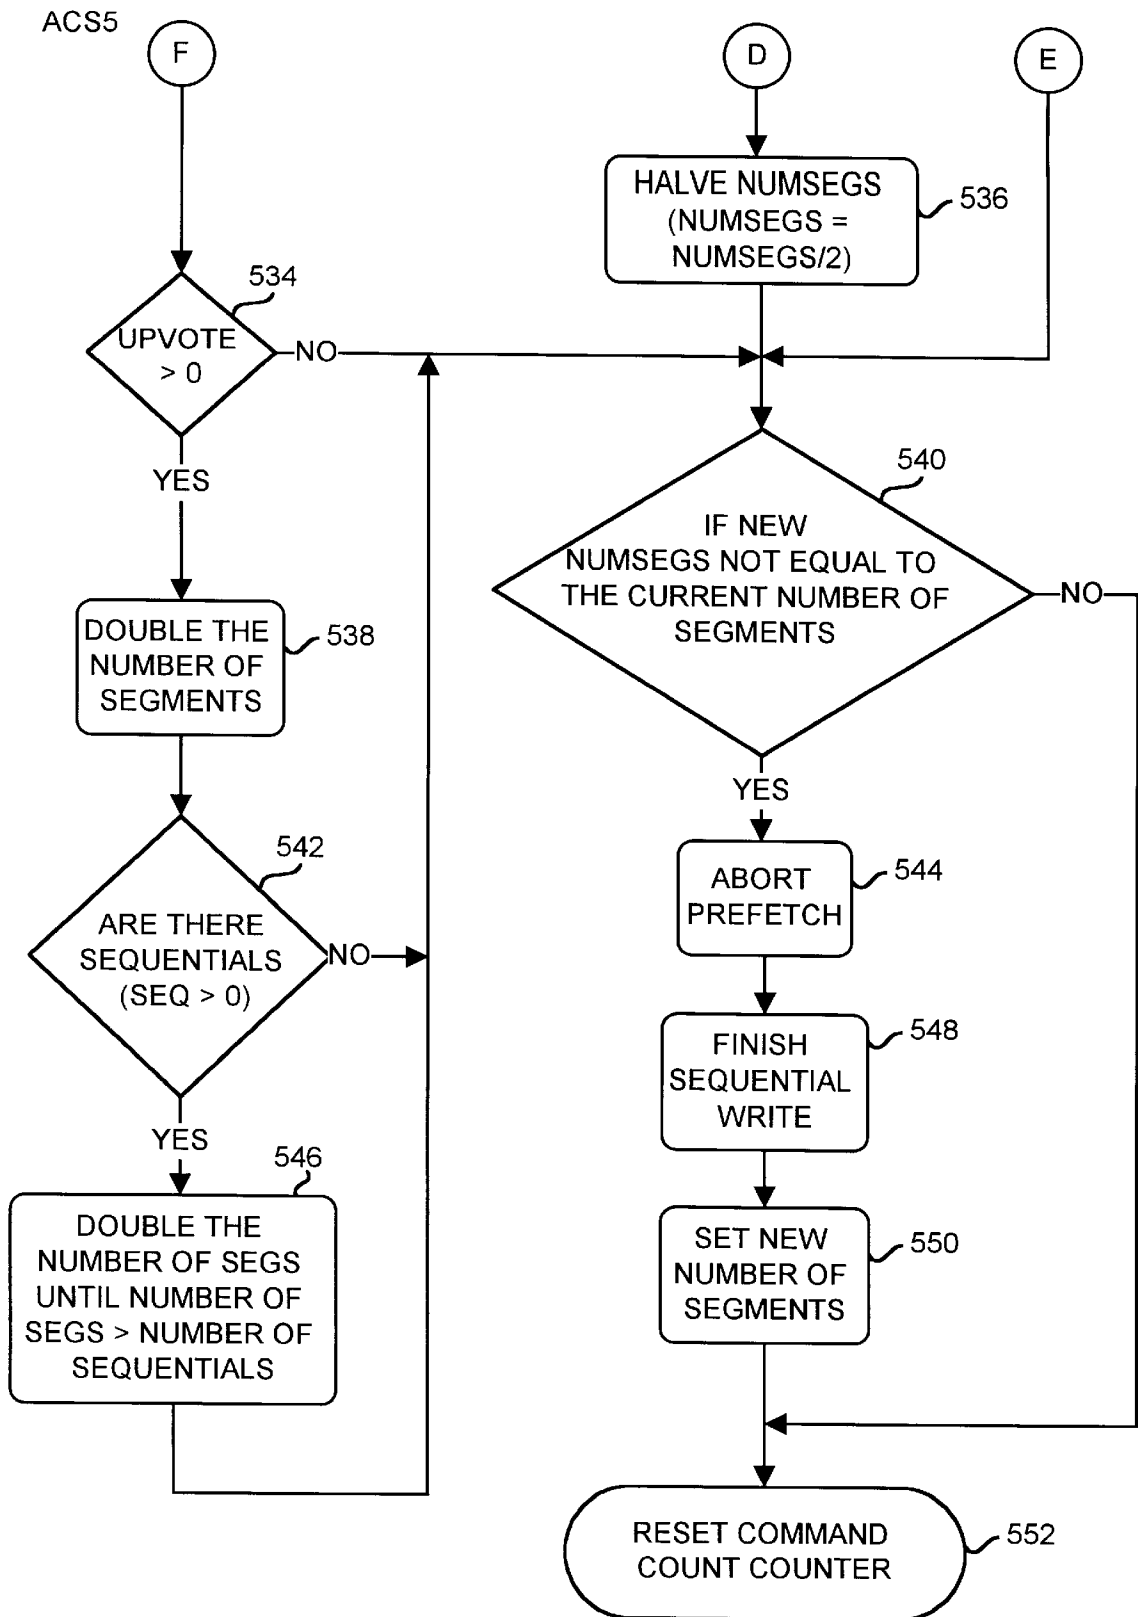 ACS5
F
D
E
HALVE NUMSEGS
(NUMSEGS =
NUMSEGS/2)
536
534
UPVOTE
> 0
NO
YES
540
IF NEW
NUMSEGS NOT EQUAL TO
THE CURRENT NUMBER OF
SEGMENTS
NO
DOUBLE THE
NUMBER OF
SEGMENTS
538
YES
542
ARE THERE
SEQUENTIALS
(SEQ > 0)
NO
ABORT
PREFETCH
544
FINISH
SEQUENTIAL
WRITE
548
YES
546
DOUBLE THE
NUMBER OF SEGS
UNTIL NUMBER OF
SEGS > NUMBER OF
SEQUENTIALS
SET NEW
NUMBER OF
SEGMENTS
550
RESET COMMAND
COUNT COUNTER
552